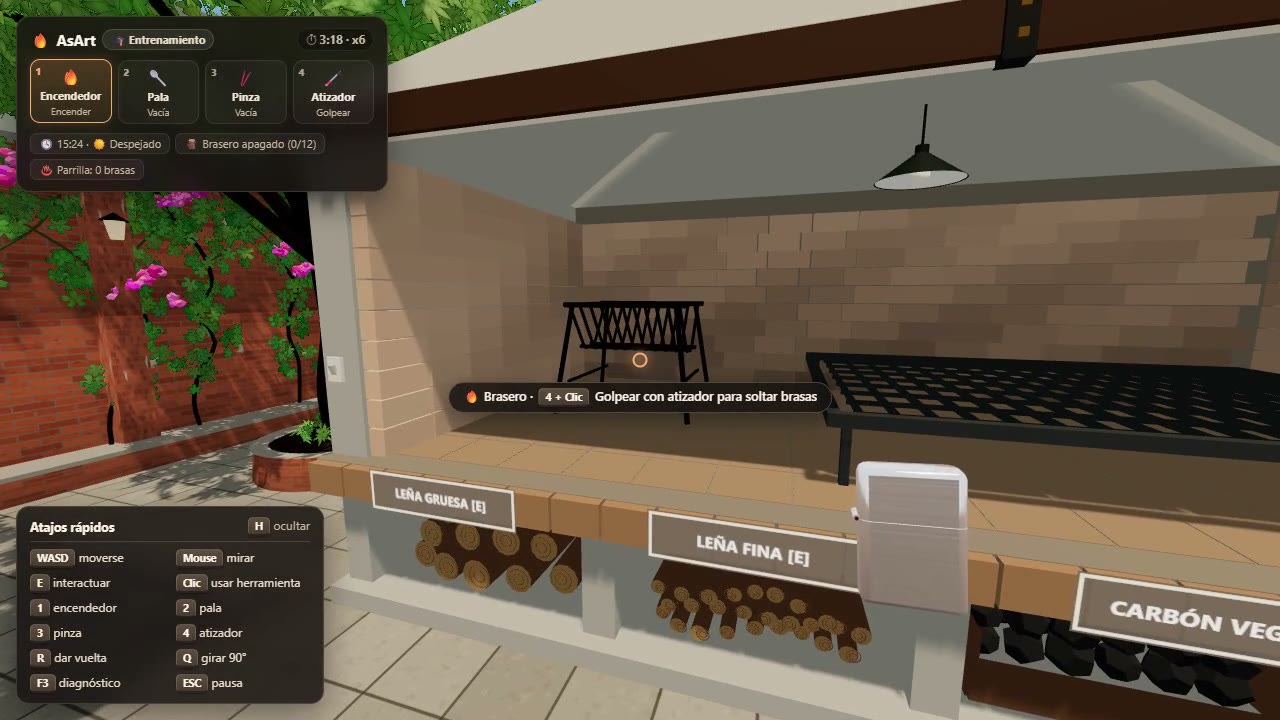 AsArt
Entrenamiento
3:18 · x6
1
Encendedor
Encender
2
Pala
Vacía
3
Pinza
Vacía
4
Atizador
Golpear
15:24 · Despejado
Brasero apagado (0/12)
Parrilla: 0 brasas
Brasero · 4 + Clic Golpear con atizador para soltar brasas
LEÑA GRUESA [E]
LEÑA FINA [E]
CARBÓN VEG
Atajos rápidos
H ocultar
WASD moverse
Mouse mirar
E interactuar
Clic usar herramienta
1 encendedor
2 pala
3 pinza
4 atizador
R dar vuelta
Q girar 90°
F3 diagnóstico
ESC pausa